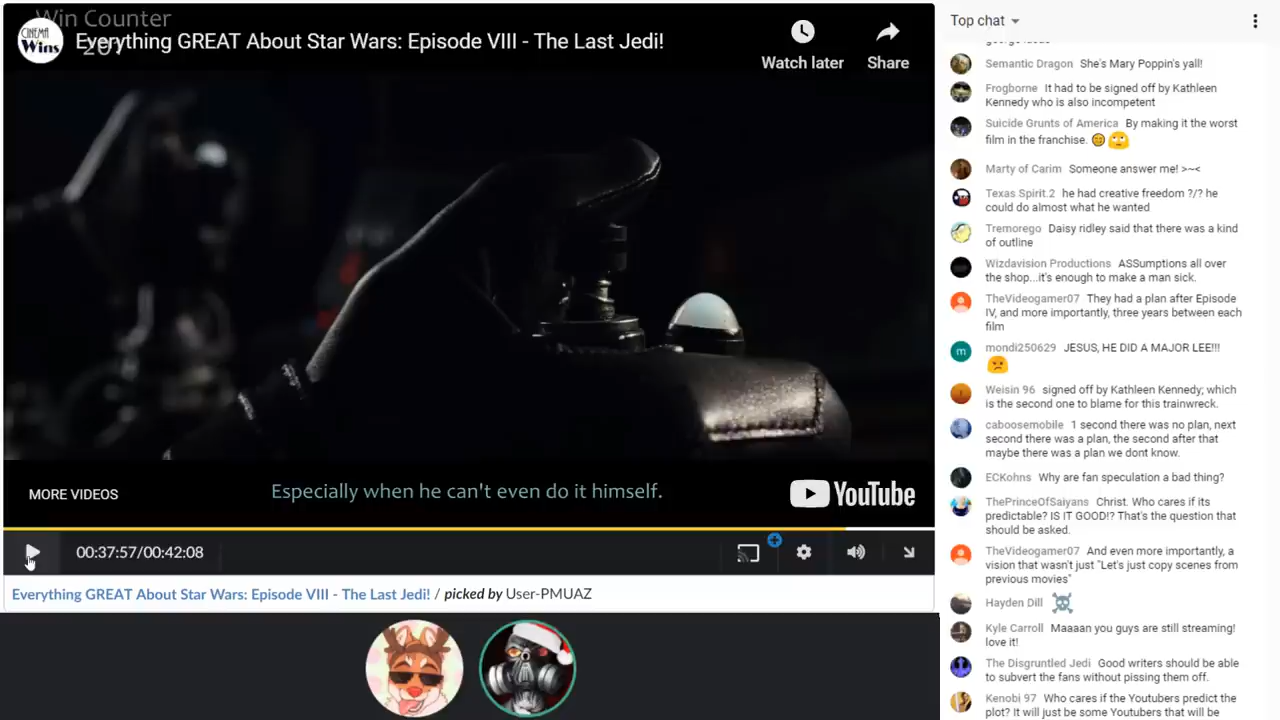 Win Counter
207
CINEMA
Wins
Everything GREAT About Star Wars: Episode VIII - The Last Jedi!
Watch later
Share
Especially when he can't even do it himself.
MORE VIDEOS
YouTube
00:37:57/00:42:08
Everything GREAT About Star Wars: Episode VIII - The Last Jedi! / picked by User-PMUAZ
Top chat
Semantic Dragon She's Mary Poppin's yall!
Frogborne It had to be signed off by Kathleen
Kennedy who is also incompetent
Suicide Grunts of America By making it the worst
film in the franchise.
Marty of Carim Someone answer me! >~<
Texas Spirit.2 he had creative freedom ?/? he
could do almost what he wanted
Tremorego Daisy ridley said that there was a kind
of outline
Wizdavision Productions ASSumptions all over
the shop...it's enough to make a man sick.
TheVideogamer07 They had a plan after Episode
IV, and more importantly, three years between each
film
m
mondi250629 JESUS, HE DID A MAJOR LEE!!!
Weisin 96 signed off by Kathleen Kennedy; which
is the second one to blame for this trainwreck.
caboosemobile 1 second there was no plan, next
second there was a plan, the second after that
maybe there was a plan we dont know.
ECKohns Why are fan speculation a bad thing?
ThePrinceOfSaiyans Christ. Who cares if its
predictable? IS IT GOOD!? That's the question that
should be asked.
TheVideogamer07 And even more importantly, a
vision that wasn't just "Let's just copy scenes from
previous movies"
Hayden Dill
Kyle Carroll Maaaan you guys are still streaming!
love it!
The Disgruntled Jedi Good writers should be able
to subvert the fans without pissing them off.
Kenobi 97 Who cares if the Youtubers predict the
plot? It will just be some Youtubers that will be